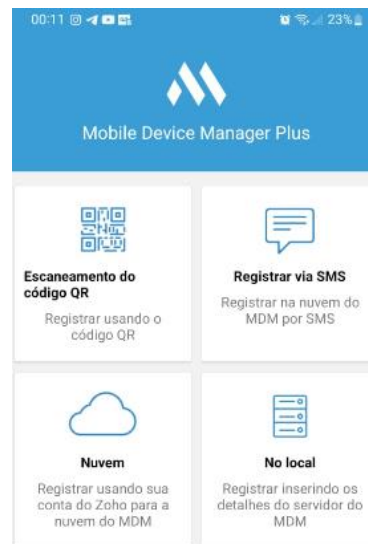 00:11 23%
Mobile Device Manager Plus
Escaneamento do
código QR
Registrar usando o
código QR
Registrar via SMS
Registrar na nuvem do
MDM por SMS
Nuvem
Registrar usando sua
conta do Zoho para a
nuvem do MDM
No local
Registrar inserindo os
detalhes do servidor do
MDM